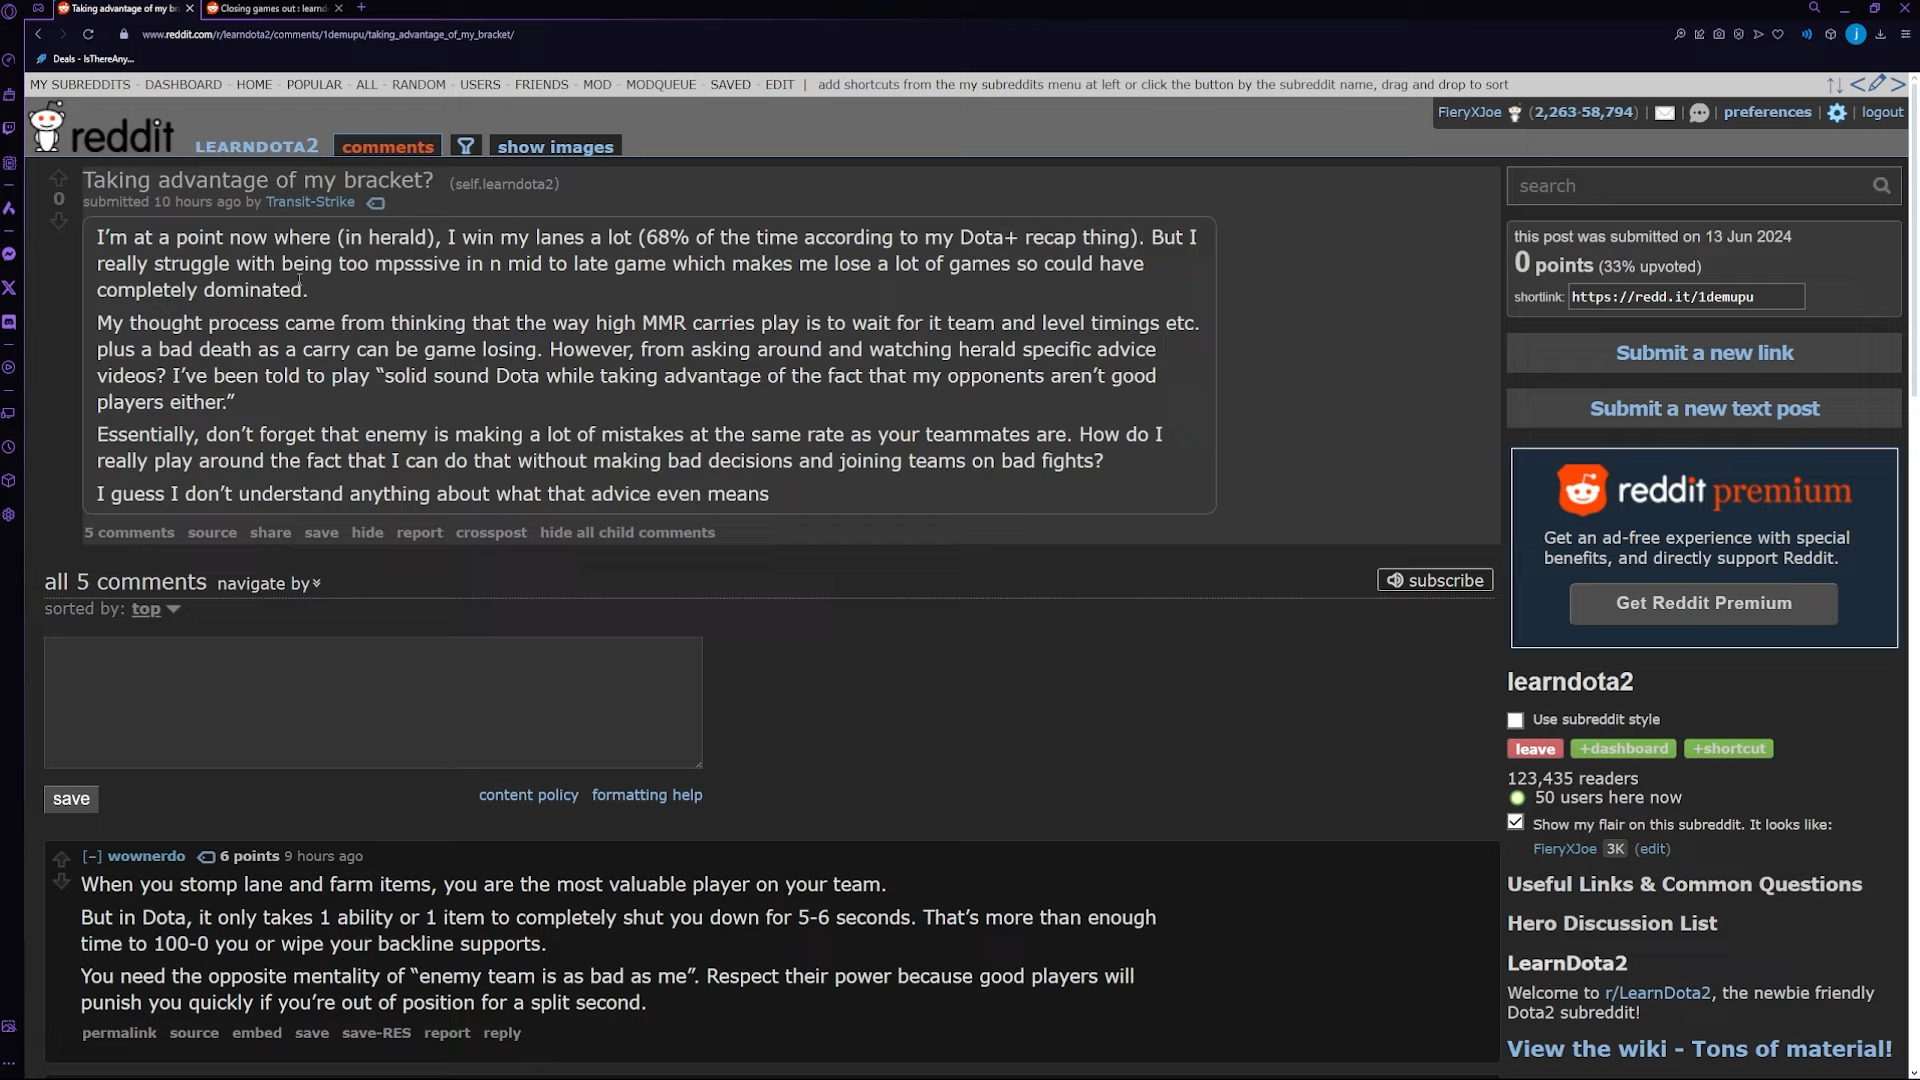 Taking advantage of my br
Closing games out : learnd
www.reddit.com/r/learndota2/comments/1demupu/taking_advantage_of_my_bracket/
Deals - IsThereAny...
MY SUBREDDITS - DASHBOARD - HOME - POPULAR - ALL - RANDOM - USERS - FRIENDS - MOD - MODQUEUE - SAVED - EDIT | add shortcuts from the my subreddits menu at left or click the button by the subreddit name, drag and drop to sort
FieryXJoe (2,263·58,794) | | | preferences | | logout
reddit LEARNDOTA2 comments show images
Taking advantage of my bracket? (self.learndota2)
0
submitted 10 hours ago by Transit-Strike
I'm at a point now where (in herald), I win my lanes a lot (68% of the time according to my Dota+ recap thing). But I
really struggle with being too mpsssive in n mid to late game which makes me lose a lot of games so could have
completely dominated.
My thought process came from thinking that the way high MMR carries play is to wait for it team and level timings etc.
plus a bad death as a carry can be game losing. However, from asking around and watching herald specific advice
videos? I've been told to play “solid sound Dota while taking advantage of the fact that my opponents aren't good
players either.”
Essentially, don't forget that enemy is making a lot of mistakes at the same rate as your teammates are. How do I
really play around the fact that I can do that without making bad decisions and joining teams on bad fights?
I guess I don't understand anything about what that advice even means
5 comments source share save hide report crosspost hide all child comments
all 5 comments navigate by
subscribe
sorted by: top
save
content policy formatting help
[–] wownerdo 6 points 9 hours ago
When you stomp lane and farm items, you are the most valuable player on your team.
But in Dota, it only takes 1 ability or 1 item to completely shut you down for 5-6 seconds. That's more than enough
time to 100-0 you or wipe your backline supports.
You need the opposite mentality of “enemy team is as bad as me”. Respect their power because good players will
punish you quickly if you're out of position for a split second.
permalink source embed save save-RES report reply
search
this post was submitted on 13 Jun 2024
0 points (33% upvoted)
shortlink: https://redd.it/1demupu
Submit a new link
Submit a new text post
reddit premium
Get an ad-free experience with special
benefits, and directly support Reddit.
Get Reddit Premium
learndota2
Use subreddit style
leave +dashboard +shortcut
123,435 readers
50 users here now
Show my flair on this subreddit. It looks like:
FieryXJoe 3K (edit)
Useful Links & Common Questions
Hero Discussion List
LearnDota2
Welcome to r/LearnDota2, the newbie friendly
Dota2 subreddit!
View the wiki - Tons of material!